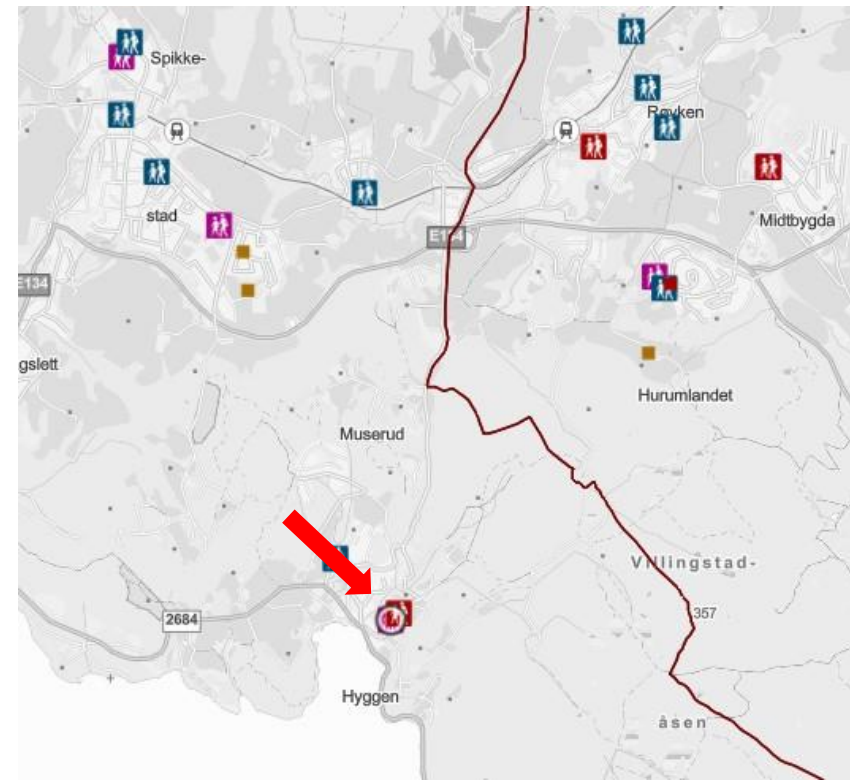 Spikke-
Røyken
stad
Midtbygda
E134
E134
gslett
Hurumlandet
Muserud
Villingstad-
357
2684
Hyggen
åsen